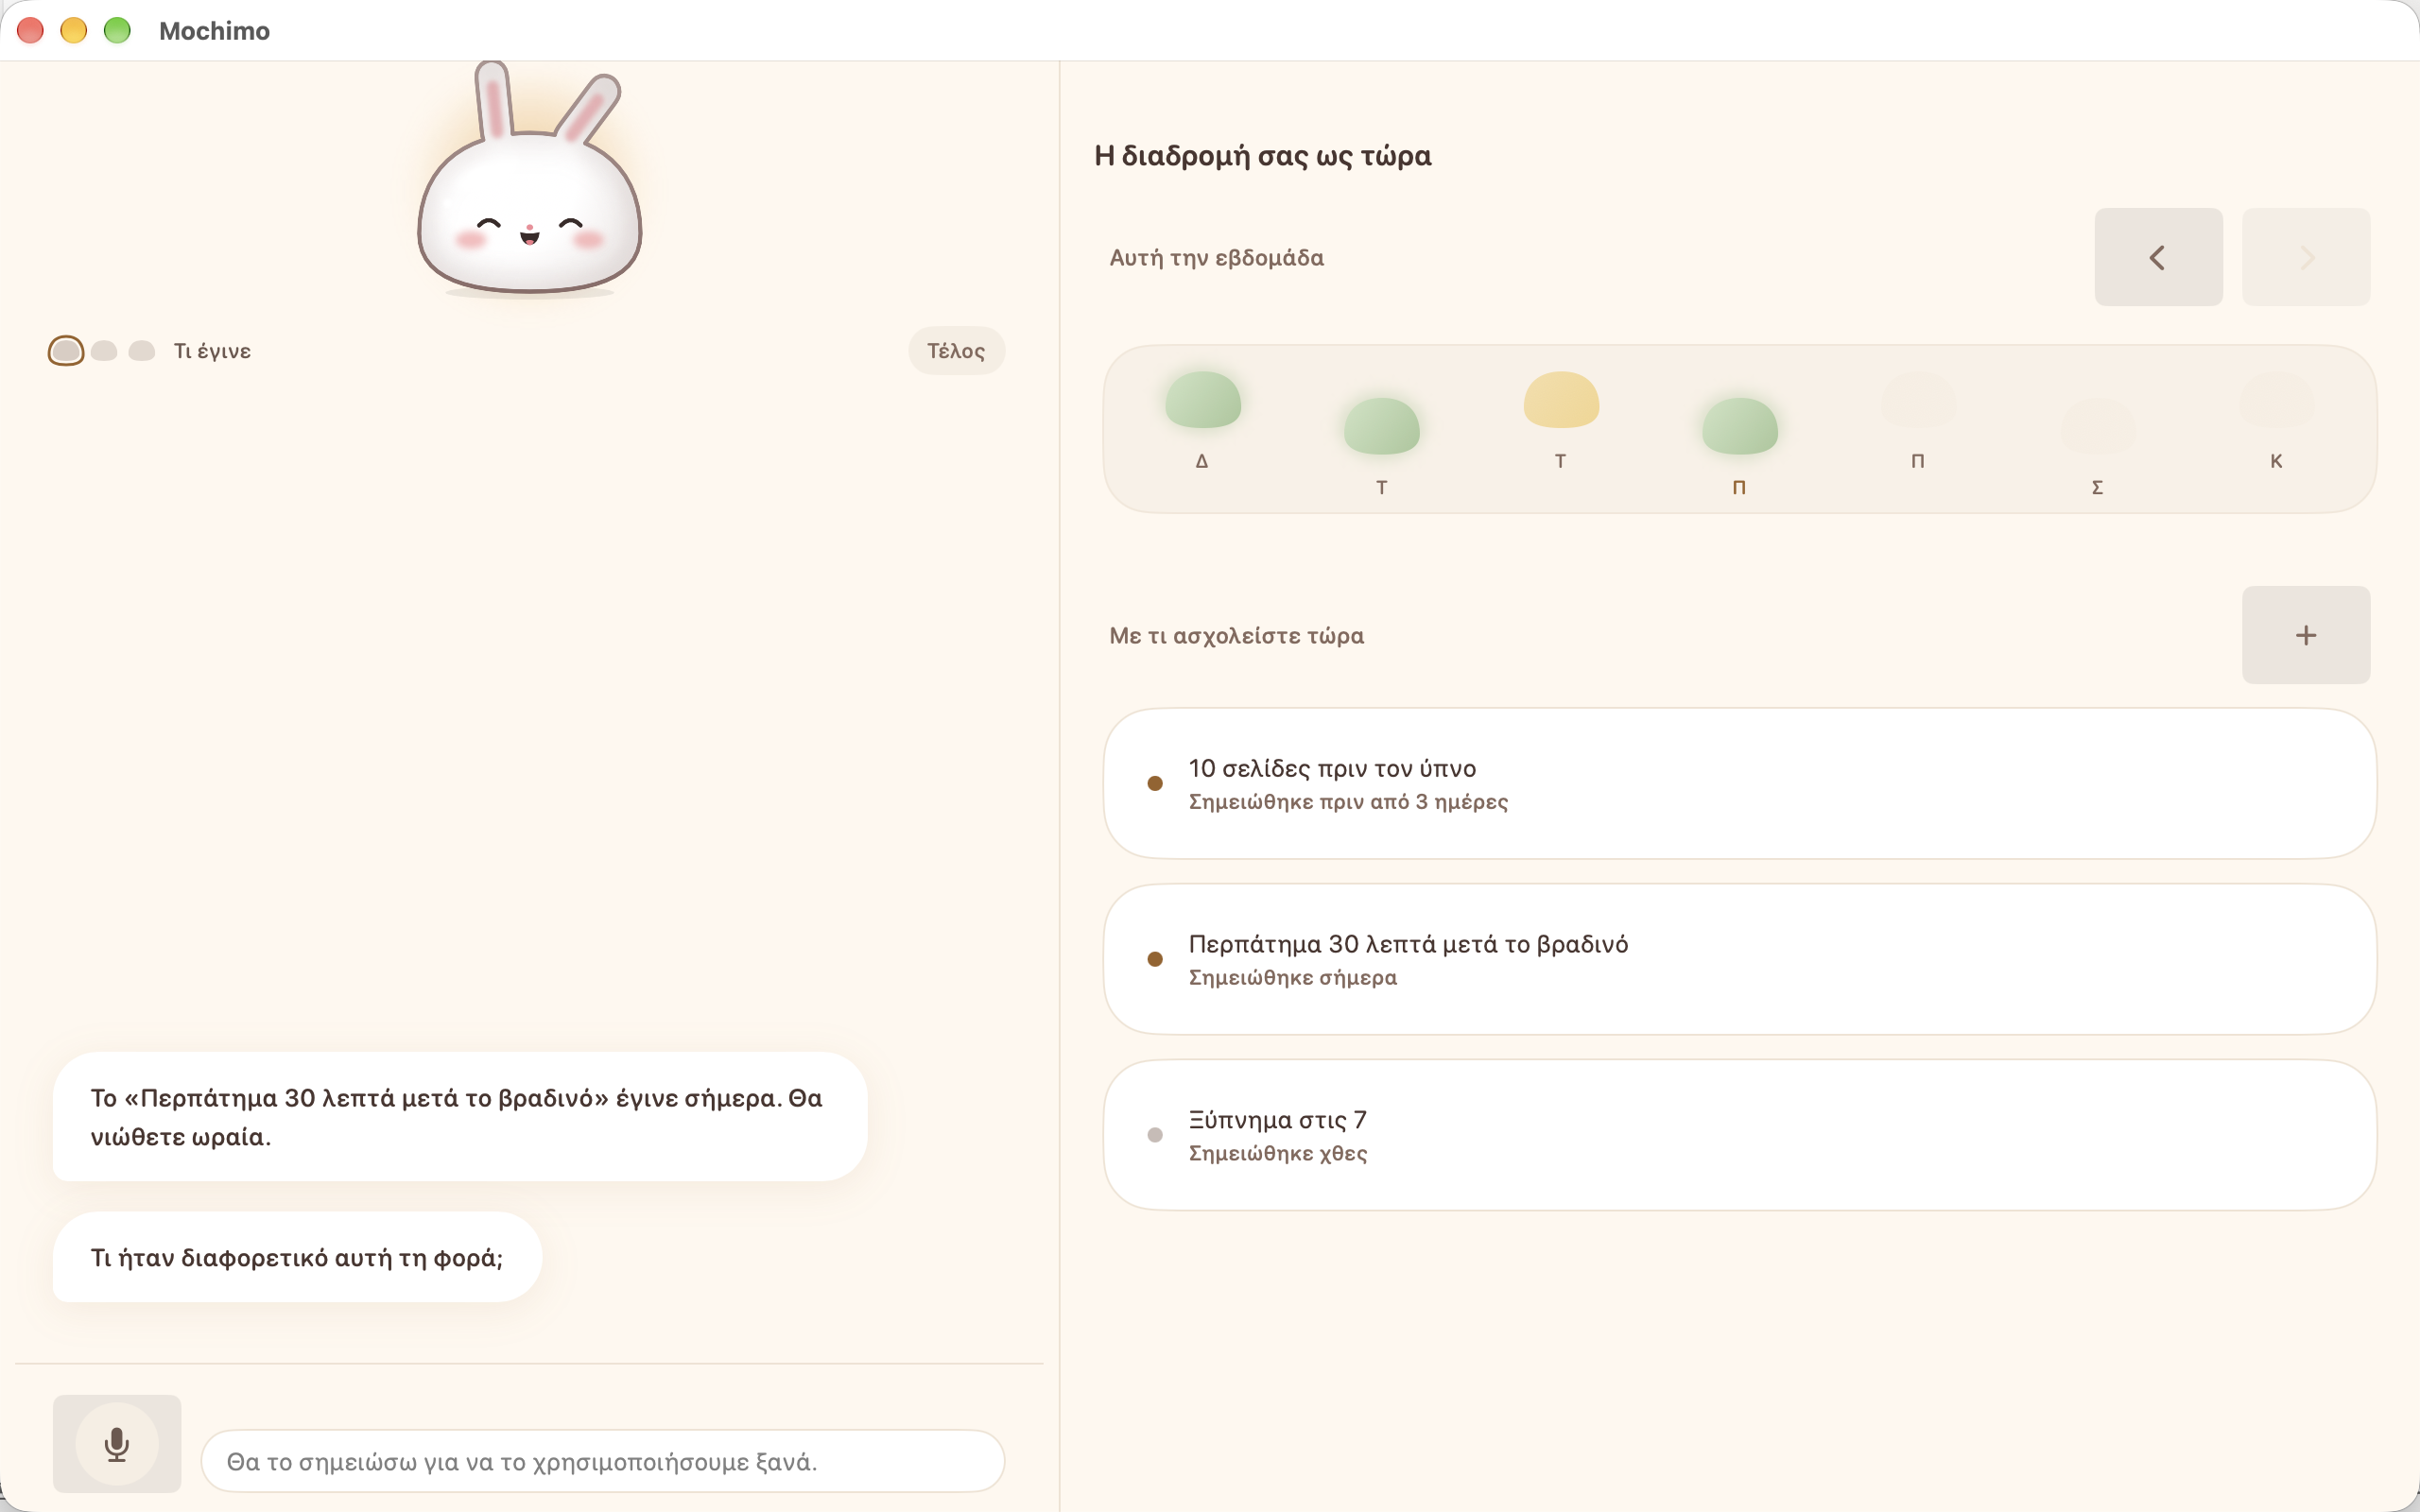 Mochimo
Τι έγινε
Τέλος
Το «Περπάτημα 30 λεπτά μετά το βραδινό» έγινε σήμερα. Θα
νιώθετε ωραία.
Τι ήταν διαφορετικό αυτή τη φορά;
Θα το σημειώσω για να το χρησιμοποιήσουμε ξανά.
Η διαδρομή σας ως τώρα
Αυτή την εβδομάδα
Δ
Τ
Τ
Π
Π
Σ
Κ
Με τι ασχολείστε τώρα
10 σελίδες πριν τον ύπνο
Σημειώθηκε πριν από 3 ημέρες
Περπάτημα 30 λεπτά μετά το βραδινό
Σημειώθηκε σήμερα
Ξύπνημα στις 7
Σημειώθηκε χθες